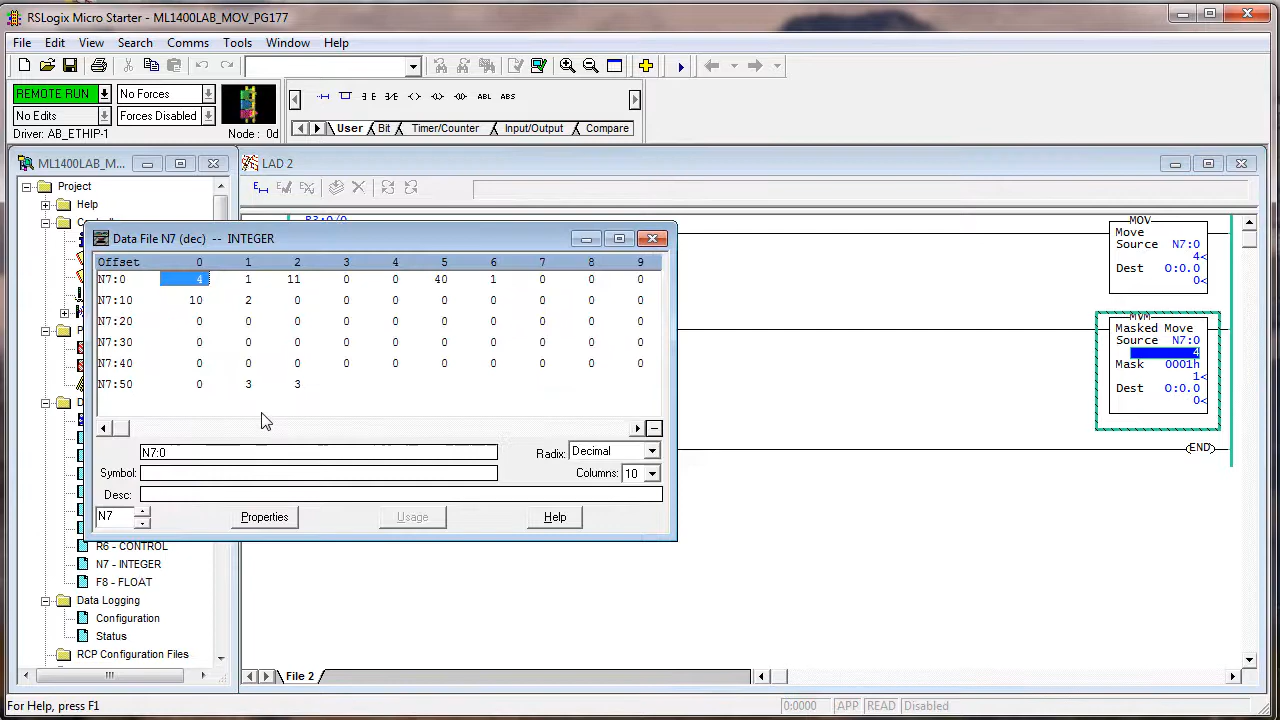 RSLogix Micro Starter - ML1400LAB_MOV_PG177
File Edit View Search Comms Tools Window Help
REMOTE RUN No Forces
No Edits Forces Disabled
Driver: AB_ETHIP-1 Node : 0d
ABL ABS
User Bit Timer/Counter Input/Output Compare
ML1400LAB_M...
Project
Help
LAD 2
Data File N7 (dec) -- INTEGER
Offset 0 1 2 3 4 5 6 7 8 9
N7:0 4 1 11 0 0 40 1 0 0 0
N7:10 10 2 0 0 0 0 0 0 0 0
N7:20 0 0 0 0 0 0 0 0 0 0
N7:30 0 0 0 0 0 0 0 0 0 0
N7:40 0 0 0 0 0 0 0 0 0 0
N7:50 0 3 3
N7:0 Radix: Decimal
Symbol: Columns: 10
Desc:
N7 Properties Usage Help
R6 - CONTROL
N7 - INTEGER
F8 - FLOAT
Data Logging
Configuration
Status
RCP Configuration Files
MOV
Move
Source N7:0
4<
Dest O:0.0
0<
MVM
Masked Move
Source N7:0
4
Mask 0001h
1<
Dest O:0.0
0<
END
File 2
For Help, press F1 0:0000 APP READ Disabled